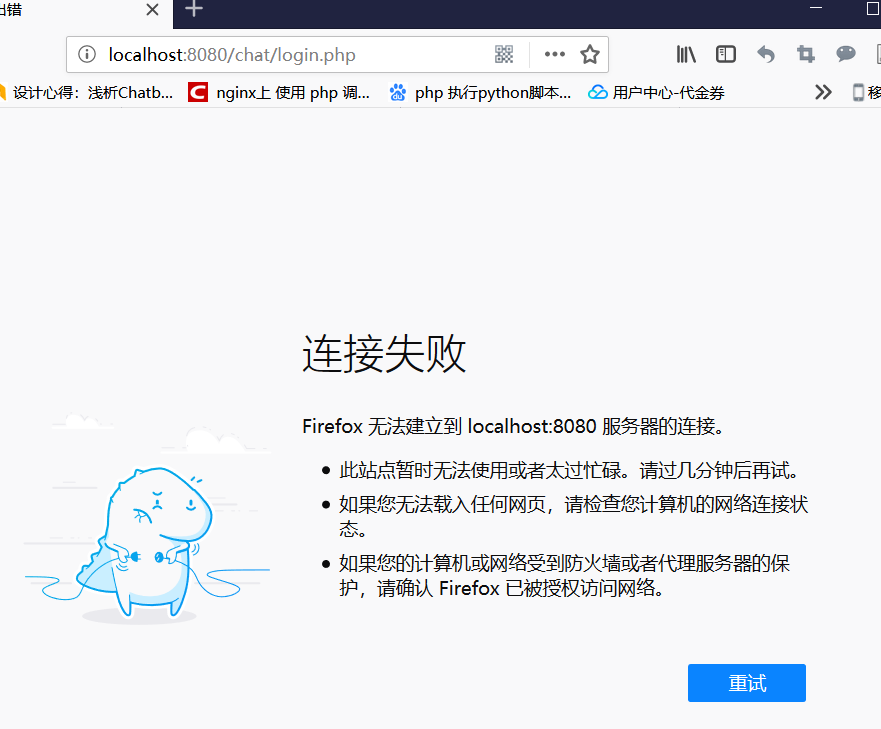 出错
localhost:8080/chat/login.php
设计心得：浅析Chatb... nginx上 使用 php 调... php 执行python脚本... 用户中心-代金券 移
连接失败
Firefox 无法建立到 localhost:8080 服务器的连接。
此站点暂时无法使用或者太过忙碌。请过几分钟后再试。
如果您无法载入任何网页，请检查您计算机的网络连接状
态。
如果您的计算机或网络受到防火墙或者代理服务器的保
护，请确认 Firefox 已被授权访问网络。
重试